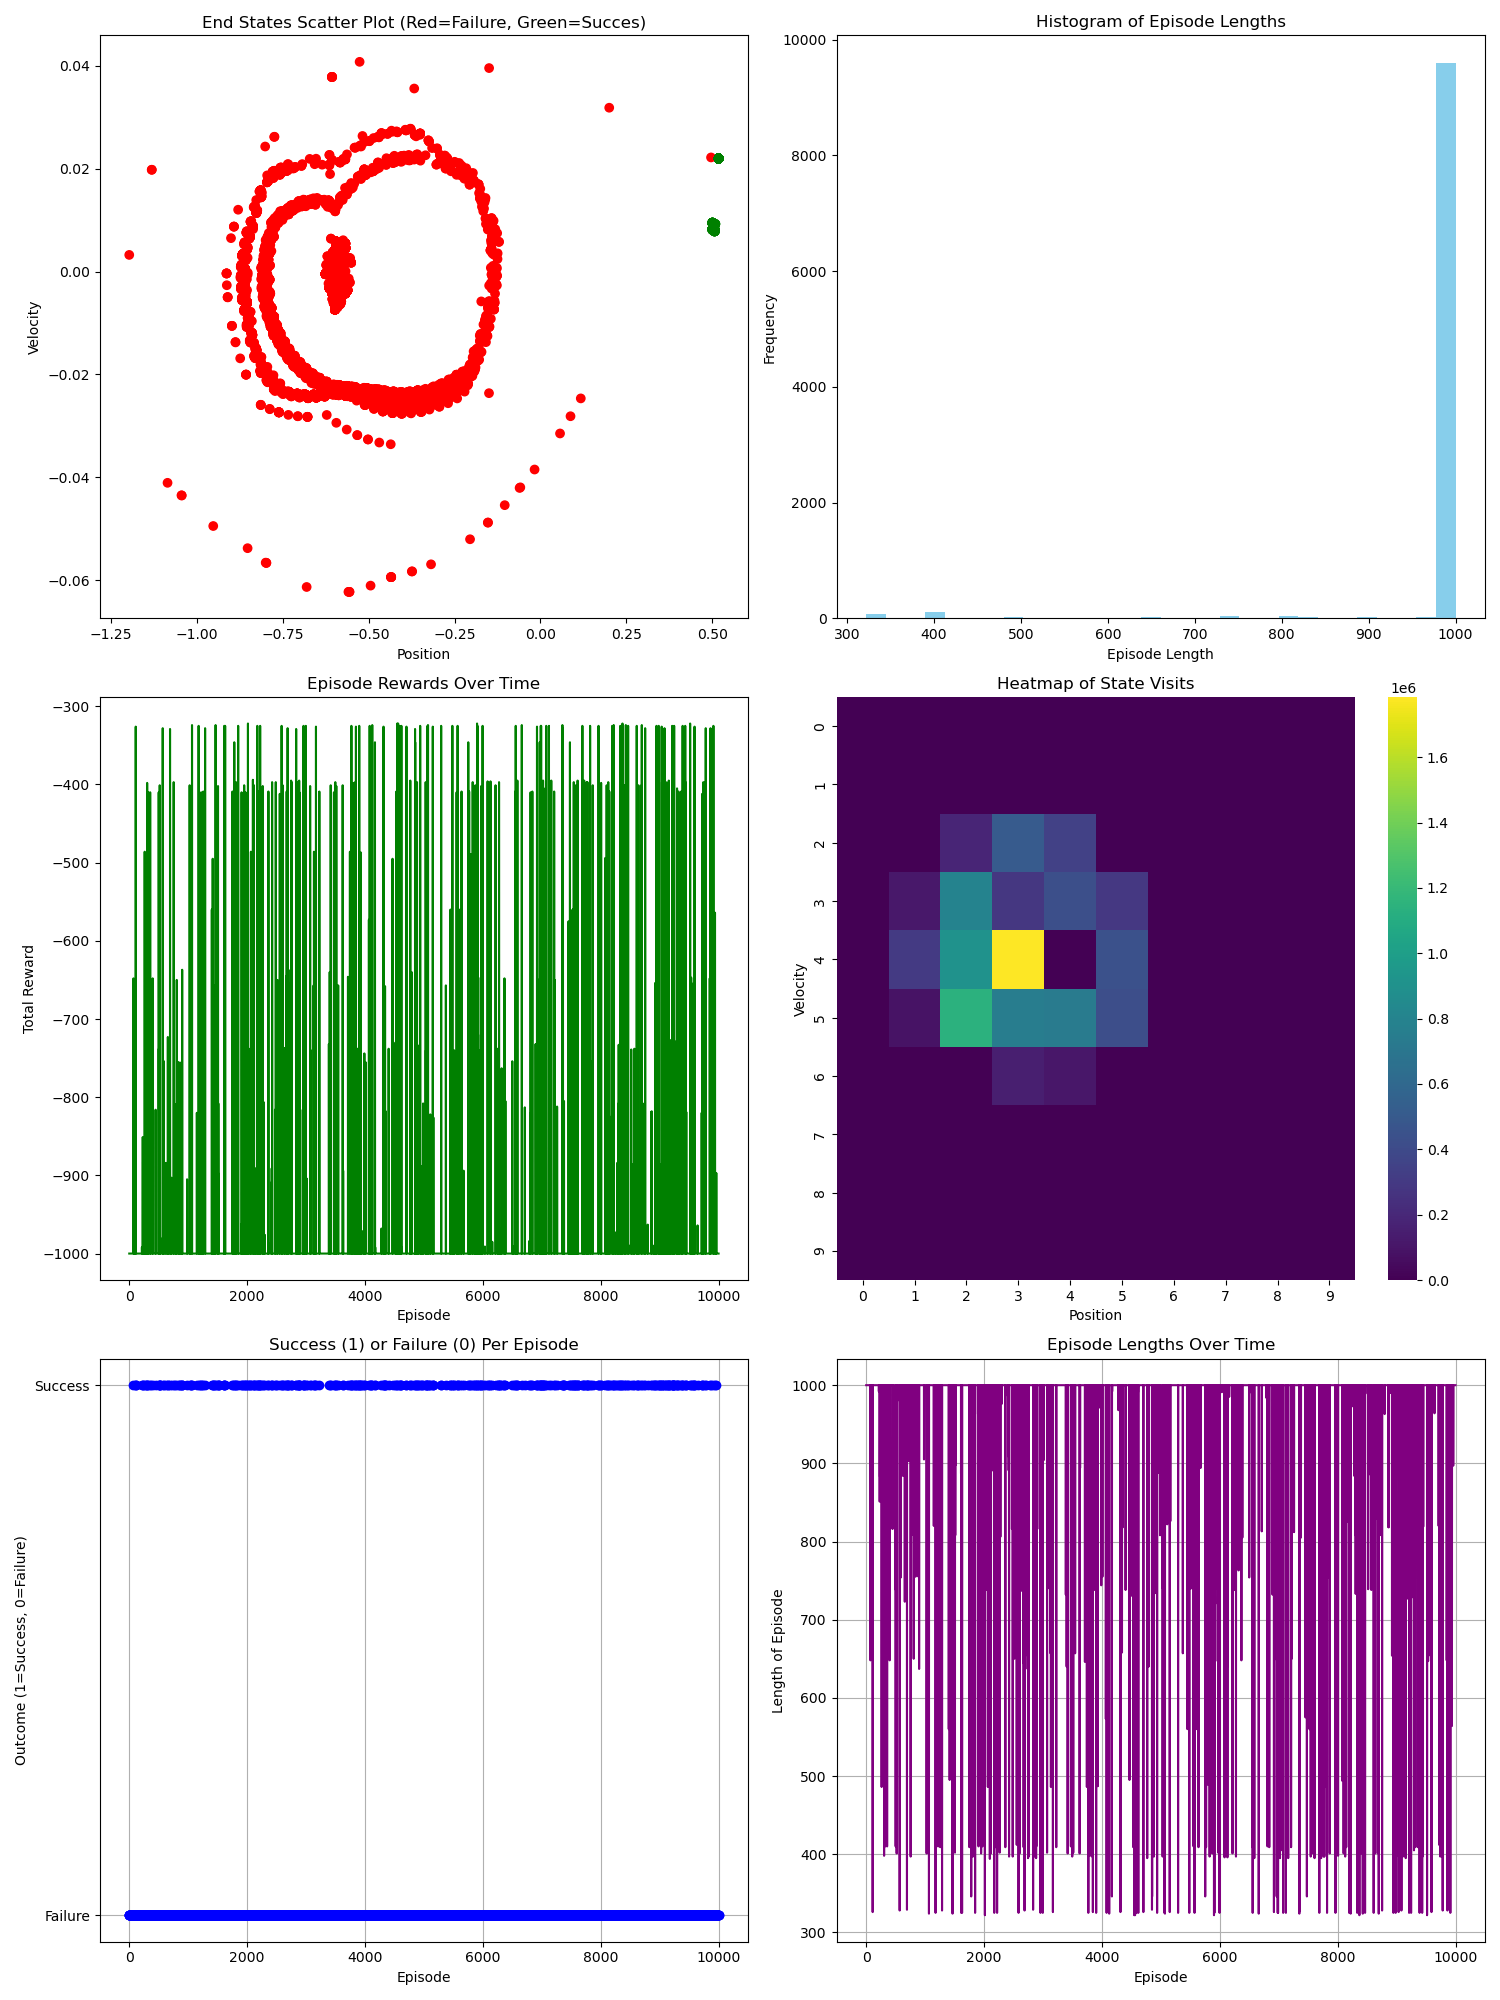 End States Scatter Plot (Red=Failure, Green=Succes)
0.04
0.02
0.00
−0.02
−0.04
−0.06
Velocity
−1.25 −1.00 −0.75 −0.50 −0.25 0.00 0.25 0.50
Position
Histogram of Episode Lengths
10000
8000
6000
4000
2000
0
Frequency
300 400 500 600 700 800 900 1000
Episode Length
Episode Rewards Over Time
−300
−400
−500
−600
−700
−800
−900
−1000
Total Reward
0 2000 4000 6000 8000 10000
Episode
Heatmap of State Visits
0
1
2
3
4
5
6
7
8
9
Velocity
0 1 2 3 4 5 6 7 8 9
Position
1e6
1.6
1.4
1.2
1.0
0.8
0.6
0.4
0.2
0.0
Success (1) or Failure (0) Per Episode
Success
Failure
Outcome (1=Success, 0=Failure)
0 2000 4000 6000 8000 10000
Episode
Episode Lengths Over Time
1000
900
800
700
600
500
400
300
Length of Episode
0 2000 4000 6000 8000 10000
Episode